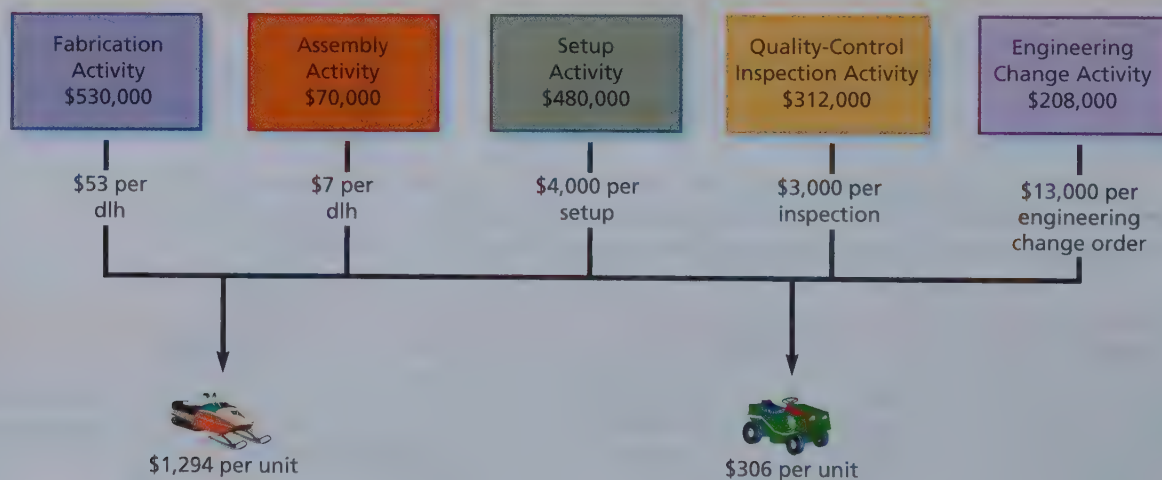 Fabrication
Activity
$530,000
Assembly
Activity
$70,000
Setup
Activity
$480,000
Quality-Control
Inspection Activity
$312,000
Engineering
Change Activity
$208,000
$53 per
dlh
$7 per
dlh
$4,000 per
setup
$3,000 per
inspection
$13,000 per
engineering
change order
$1,294 per unit
$306 per unit